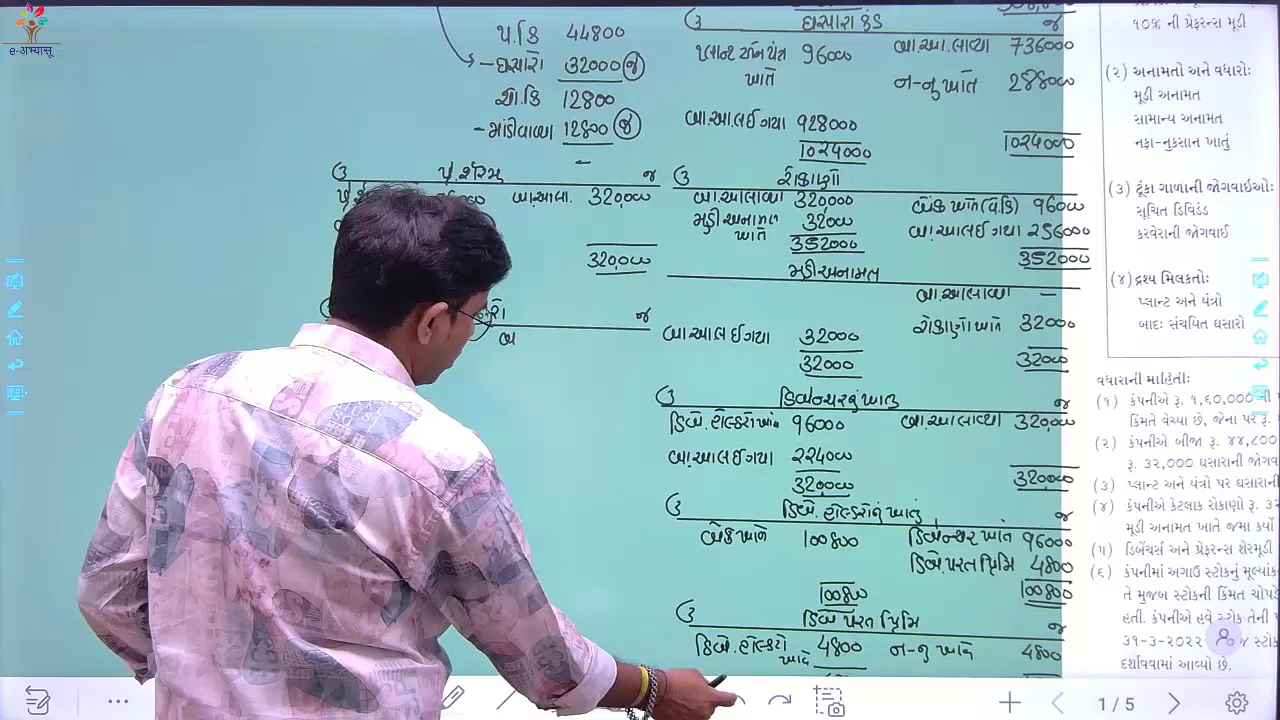 e-अभ्यासू
ઘસારા ફંડ
જ
પ.કિ 44800
- ઘસારો 32000 (જ)
ચો.કિ 12800
- માંડીવાળ્યા 12800 (જ)
ઉ
પ્લાન્ટ યંત્ર 96000
ખાતે
બા.આ.લાવ્યા 736000
ન-નુ ખાતે 288000
બા.આ.લઈ ગયા 928000
1024000
1024000
ઉ જ
બા.આ.લા. 320000
320000
ઉ રોકાણો
બા.આ.લાવ્યા 320000
બેંક ખાતે (વે.કિ) 96000
મુડી અનામત 32000
ખાતે
બા.આ.લઈ ગયા 256000
352000
352000
મુડી અનામત
બા.આ.લાવ્યા —
રોકાણો ખાતે 32000
બા.આ.લઈ ગયા 32000
32000
32000
જ
ઉ ડિબેન્ચરનું ખાતુ જ
ડિબે. હોલ્ડરો ખાતે 96000
બા.આ.લાવ્યા 320000
બા.આ.લઈ ગયા 224000
320000
320000
ઉ ડિબે. હોલ્ડરોનું ખાતું જ
બેંક ખાતે 100800
ડિબેન્ચર ખાતે 96000
ડિબે.પરત પ્રિમિ 4800
100800
100800
ઉ ડિબે પરત પ્રિમિ જ
ડિબે. હોલ્ડરો 4800
ખાતે
ન-નુ ખાતે 4800
૧૦% ની પ્રેફરન્સ મૂડી
(૨) અનામતો અને વધારો:
મૂડી અનામત
સામાન્ય અનામત
નફા-નુકસાન ખાતું
(૩) ટૂંકા ગાળાની જોગવાઈઓ:
સૂચિત ડિવિડંડ
કરવેરાની જોગવાઈ
(૪) દ્રશ્ય મિલકતો:
પ્લાન્ટ અને યંત્રો
બાદ: સંચયિત ઘસારો
વધારાની માહિતી:
(૧) કંપનીએ રૂ. ૧,૬૦,૦૦૦
કિંમતે વેચ્યા છે, જેના પર રૂ.
(૨) કંપનીએ બીજા રૂ. ૪૪,૮૦૦
રૂ. ૩૨,૦૦૦ ઘસારાની જોગવ
(૩) પ્લાન્ટ અને યંત્રો પર ઘસારાની
(૪) કંપનીએ કેટલાક રોકાણો રૂ.
મૂડી અનામત ખાતે જમા કર્યો
(૫) ડિબેંચર્સ અને પ્રેફરન્સ શેરમૂડી
(૬) કંપનીમાં અગાઉ સ્ટોકનું મૂલ્યાંક
તે મુજબ સ્ટોકની કિંમત ચોપડે
હતી. કંપનીએ હવે તેની
૩૧-૩-૨૦૨૨ સ્ટો
દર્શાવવામાં આવ્યો છે.
1/5